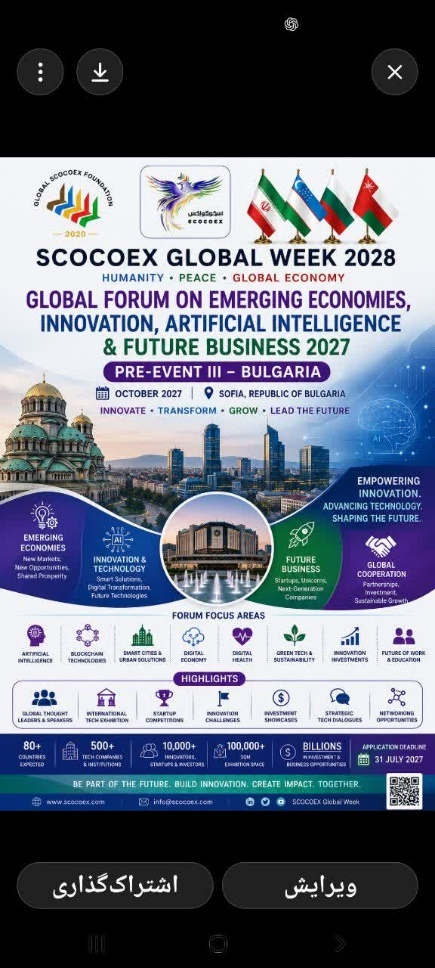 GLOBAL SCOCOEX FOUNDATION
2020
اسکوکواکس
SCOCOEX
SCOCOEX GLOBAL WEEK 2028
HUMANITY • PEACE • GLOBAL ECONOMY
GLOBAL FORUM ON EMERGING ECONOMIES,
INNOVATION, ARTIFICIAL INTELLIGENCE
& FUTURE BUSINESS 2027
PRE-EVENT III – BULGARIA
OCTOBER 2027 | SOFIA, REPUBLIC OF BULGARIA
INNOVATE • TRANSFORM • GROW • LEAD THE FUTURE
AI
EMPOWERING
INNOVATION.
ADVANCING TECHNOLOGY.
SHAPING THE FUTURE.
EMERGING
ECONOMIES
New Markets,
New Opportunities,
Shared Prosperity
AI
INNOVATION &
TECHNOLOGY
Smart Solutions,
Digital Transformation,
Future Technologies
FUTURE
BUSINESS
Startups, Unicorns,
Next-Generation
Companies
GLOBAL
COOPERATION
Partnerships,
Investment,
Sustainable Growth
FORUM FOCUS AREAS
ARTIFICIAL
INTELLIGENCE
BLOCKCHAIN
TECHNOLOGIES
SMART CITIES &
URBAN SOLUTIONS
DIGITAL
ECONOMY
DIGITAL
HEALTH
GREEN TECH &
SUSTAINABILITY
INNOVATION
INVESTMENTS
FUTURE OF WORK
& EDUCATION
HIGHLIGHTS
GLOBAL THOUGHT
LEADERS & SPEAKERS
INTERNATIONAL
TECH EXHIBITION
STARTUP
COMPETITIONS
INNOVATION
CHALLENGES
INVESTMENT
SHOWCASES
STRATEGIC
TECH DIALOGUES
NETWORKING
OPPORTUNITIES
80+
COUNTRIES
EXPECTED
500+
TECH COMPANIES
& INSTITUTIONS
10,000+
INNOVATORS,
STARTUPS & INVESTORS
100,000+
SQM
EXHIBITION SPACE
BILLIONS
IN INVESTMENT &
BUSINESS OPPORTUNITIES
APPLICATION DEADLINE
31 JULY 2027
BE PART OF THE FUTURE. BUILD INNOVATION. CREATE IMPACT. TOGETHER.
www.scocoex.com | info@scocoex.com | SCOCOEX Global Week
اشتراک‌گذاری
ویرایش